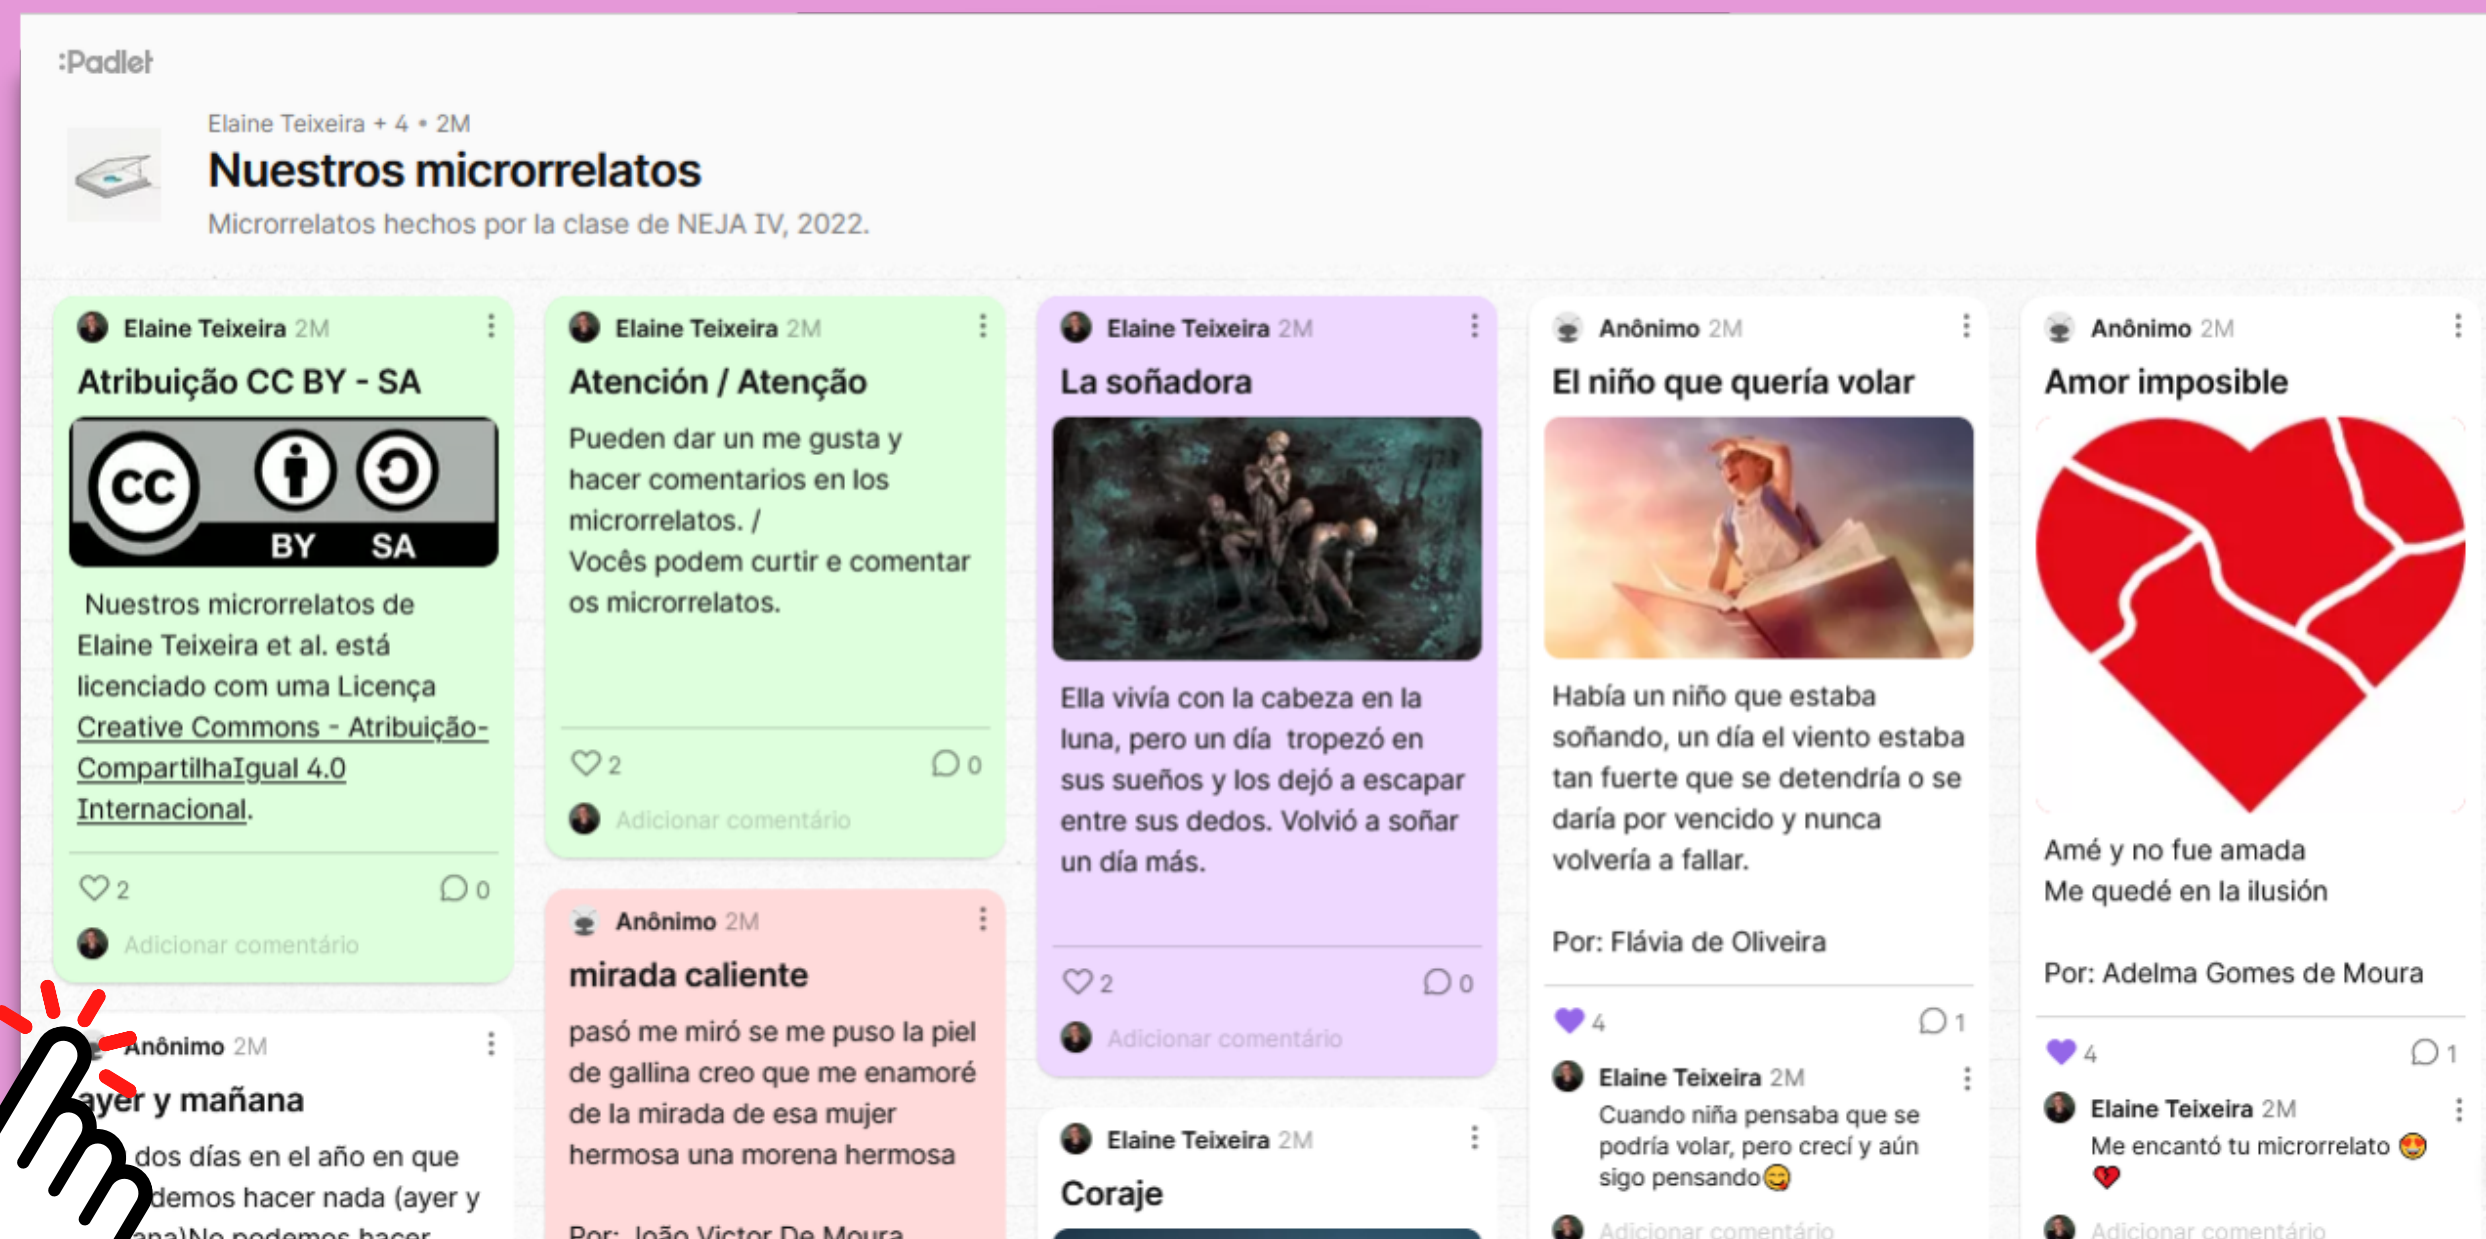 :Padlet
Elaine Teixeira + 4 • 2M
Nuestros microrrelatos
Microrrelatos hechos por la clase de NEJA IV, 2022.
Elaine Teixeira 2M
Atribuição CC BY - SA
cc
BY SA
Nuestros microrrelatos de
Elaine Teixeira et al. está
licenciado com uma Licença
Creative Commons - Atribuição-
CompartilhaIgual 4.0
Internacional.
2 0
Adicionar comentário
Anônimo 2M
ayer y mañana
dos días en el año en que
demos hacer nada (ayer y
ana)No podemos hacer
Elaine Teixeira 2M
Atención / Atenção
Pueden dar un me gusta y
hacer comentarios en los
microrrelatos. /
Vocês podem curtir e comentar
os microrrelatos.
2 0
Adicionar comentário
Anônimo 2M
mirada caliente
pasó me miró se me puso la piel
de gallina creo que me enamoré
de la mirada de esa mujer
hermosa una morena hermosa
Por: João Victor De Moura
Elaine Teixeira 2M
La soñadora
Ella vivía con la cabeza en la
luna, pero un día tropezó en
sus sueños y los dejó a escapar
entre sus dedos. Volvió a soñar
un día más.
2 0
Adicionar comentário
Elaine Teixeira 2M
Coraje
Anônimo 2M
El niño que quería volar
Había un niño que estaba
soñando, un día el viento estaba
tan fuerte que se detendría o se
daría por vencido y nunca
volvería a fallar.
Por: Flávia de Oliveira
4 1
Elaine Teixeira 2M
Cuando niña pensaba que se
podría volar, pero crecí y aún
sigo pensando😋
Adicionar comentário
Anônimo 2M
Amor imposible
Amé y no fue amada
Me quedé en la ilusión
Por: Adelma Gomes de Moura
4 1
Elaine Teixeira 2M
Me encantó tu microrrelato 😍
💔
Adicionar comentário